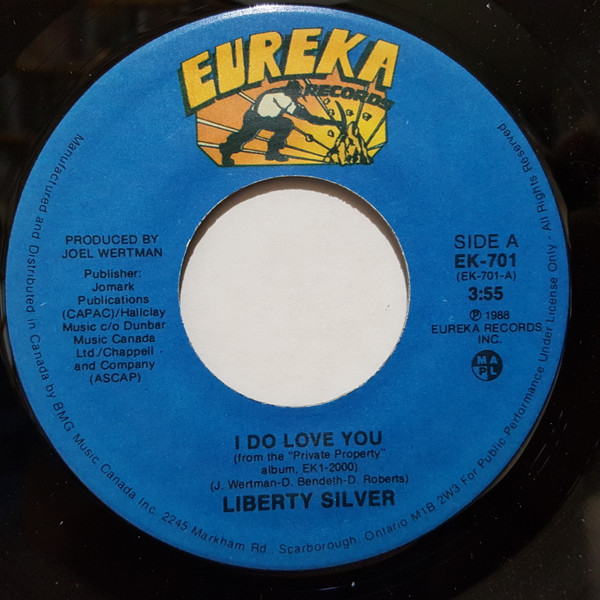 EUREKA
RECORDS
PRODUCED BY
JOEL WERTMAN
Publisher:
Jomark
Publications
(CAPAC)/Hallclay
Music c/o Dunbar
Music Canada
Ltd./Chappell
and Company
(ASCAP)
SIDE A
EK-701
(EK-701-A)
3:55
℗ 1988
EUREKA RECORDS
INC.
M A
P L
I DO LOVE YOU
(from the "Private Property"
album, EK1-2000)
(J. Wertman-D. Bendeth-D. Roberts)
LIBERTY SILVER
Manufactured and Distributed in Canada by BMG Music Canada Inc. 2245 Markham Rd., Scarborough, Ontario M1B 2W3 For Public Performance Under License Only - All Rights Reserved